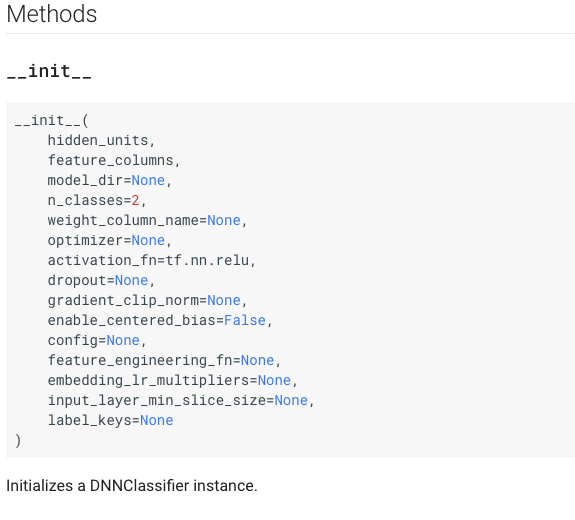 Methods
__init__
__init__(
    hidden_units,
    feature_columns,
    model_dir=None,
    n_classes=2,
    weight_column_name=None,
    optimizer=None,
    activation_fn=tf.nn.relu,
    dropout=None,
    gradient_clip_norm=None,
    enable_centered_bias=False,
    config=None,
    feature_engineering_fn=None,
    embedding_lr_multipliers=None,
    input_layer_min_slice_size=None,
    label_keys=None
)
Initializes a DNNClassifier instance.